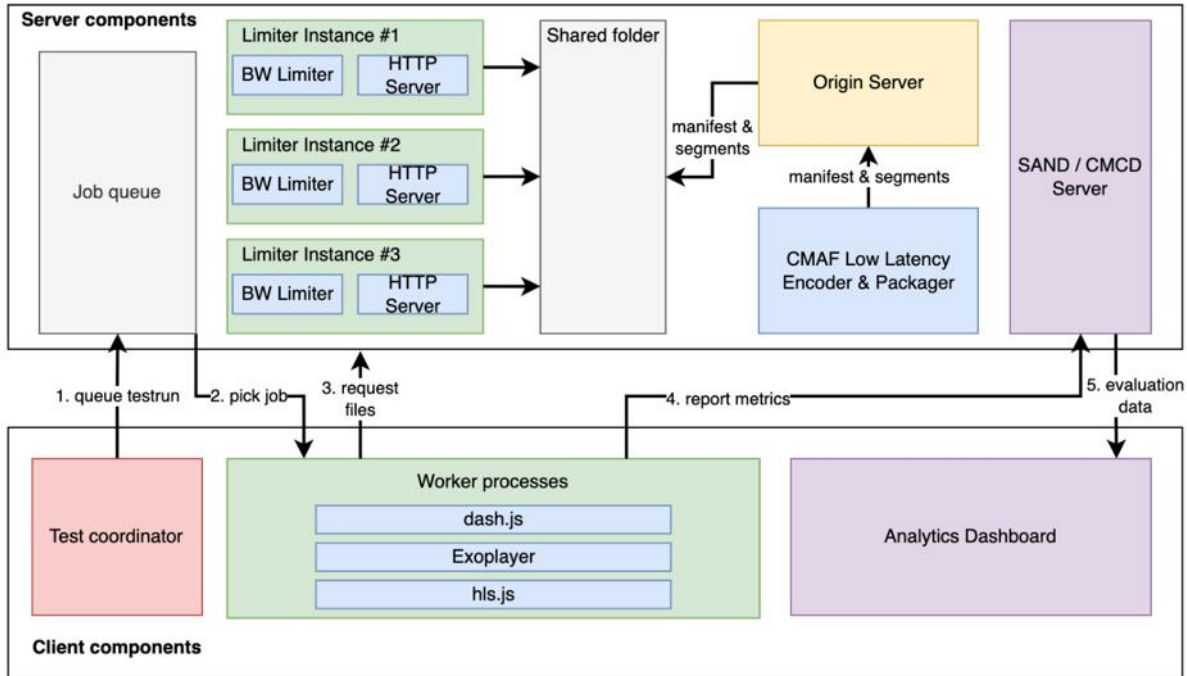 Server components
Job queue
Limiter Instance #1
BW Limiter
HTTP
Server
Limiter Instance #2
BW Limiter
HTTP
Server
Limiter Instance #3
BW Limiter
HTTP
Server
Shared folder
manifest &
segments
Origin Server
manifest & segments
CMAF Low Latency
Encoder & Packager
SAND / CMCD
Server
1. queue testrun
2. pick job
3. request
files
4. report metrics
5. evaluation
data
Test coordinator
Worker processes
dash.js
Exoplayer
hls.js
Analytics Dashboard
Client components